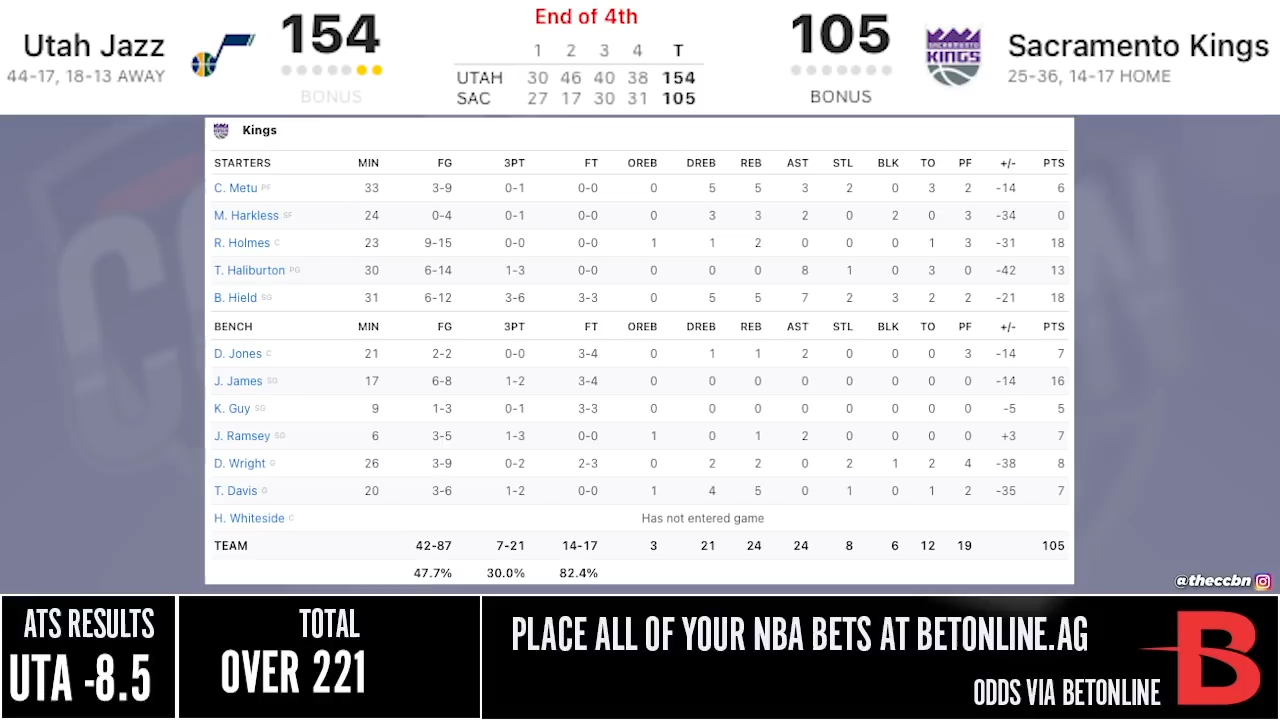 Utah Jazz
44-17, 18-13 AWAY
154
BONUS
End of 4th
1 2 3 4 T
UTAH 30 46 40 38 154
SAC 27 17 30 31 105
105
BONUS
SACRAMENTO
KINGS
Sacramento Kings
25-36, 14-17 HOME
Kings
STARTERS MIN FG 3PT FT OREB DREB REB AST STL BLK TO PF +/- PTS
C. Metu PF 33 3-9 0-1 0-0 0 5 5 3 2 0 3 2 -14 6
M. Harkless SF 24 0-4 0-1 0-0 0 3 3 2 0 2 0 3 -34 0
R. Holmes C 23 9-15 0-0 0-0 1 1 2 0 0 0 1 3 -31 18
T. Haliburton PG 30 6-14 1-3 0-0 0 0 0 8 1 0 3 0 -42 13
B. Hield SG 31 6-12 3-6 3-3 0 5 5 7 2 3 2 2 -21 18
BENCH MIN FG 3PT FT OREB DREB REB AST STL BLK TO PF +/- PTS
D. Jones C 21 2-2 0-0 3-4 0 1 1 2 0 0 0 3 -14 7
J. James SG 17 6-8 1-2 3-4 0 0 0 0 0 0 0 0 -14 16
K. Guy SG 9 1-3 0-1 3-3 0 0 0 0 0 0 0 0 -5 5
J. Ramsey SG 6 3-5 1-3 0-0 1 0 1 2 0 0 0 0 +3 7
D. Wright G 26 3-9 0-2 2-3 0 2 2 0 2 1 2 4 -38 8
T. Davis G 20 3-6 1-2 0-0 1 4 5 0 1 0 1 2 -35 7
H. Whiteside C Has not entered game
TEAM 42-87 7-21 14-17 3 21 24 24 8 6 12 19 105
47.7% 30.0% 82.4%
@theccbn
ATS RESULTS
UTA -8.5
TOTAL
OVER 221
PLACE ALL OF YOUR NBA BETS AT BETONLINE.AG
ODDS VIA BETONLINE
B